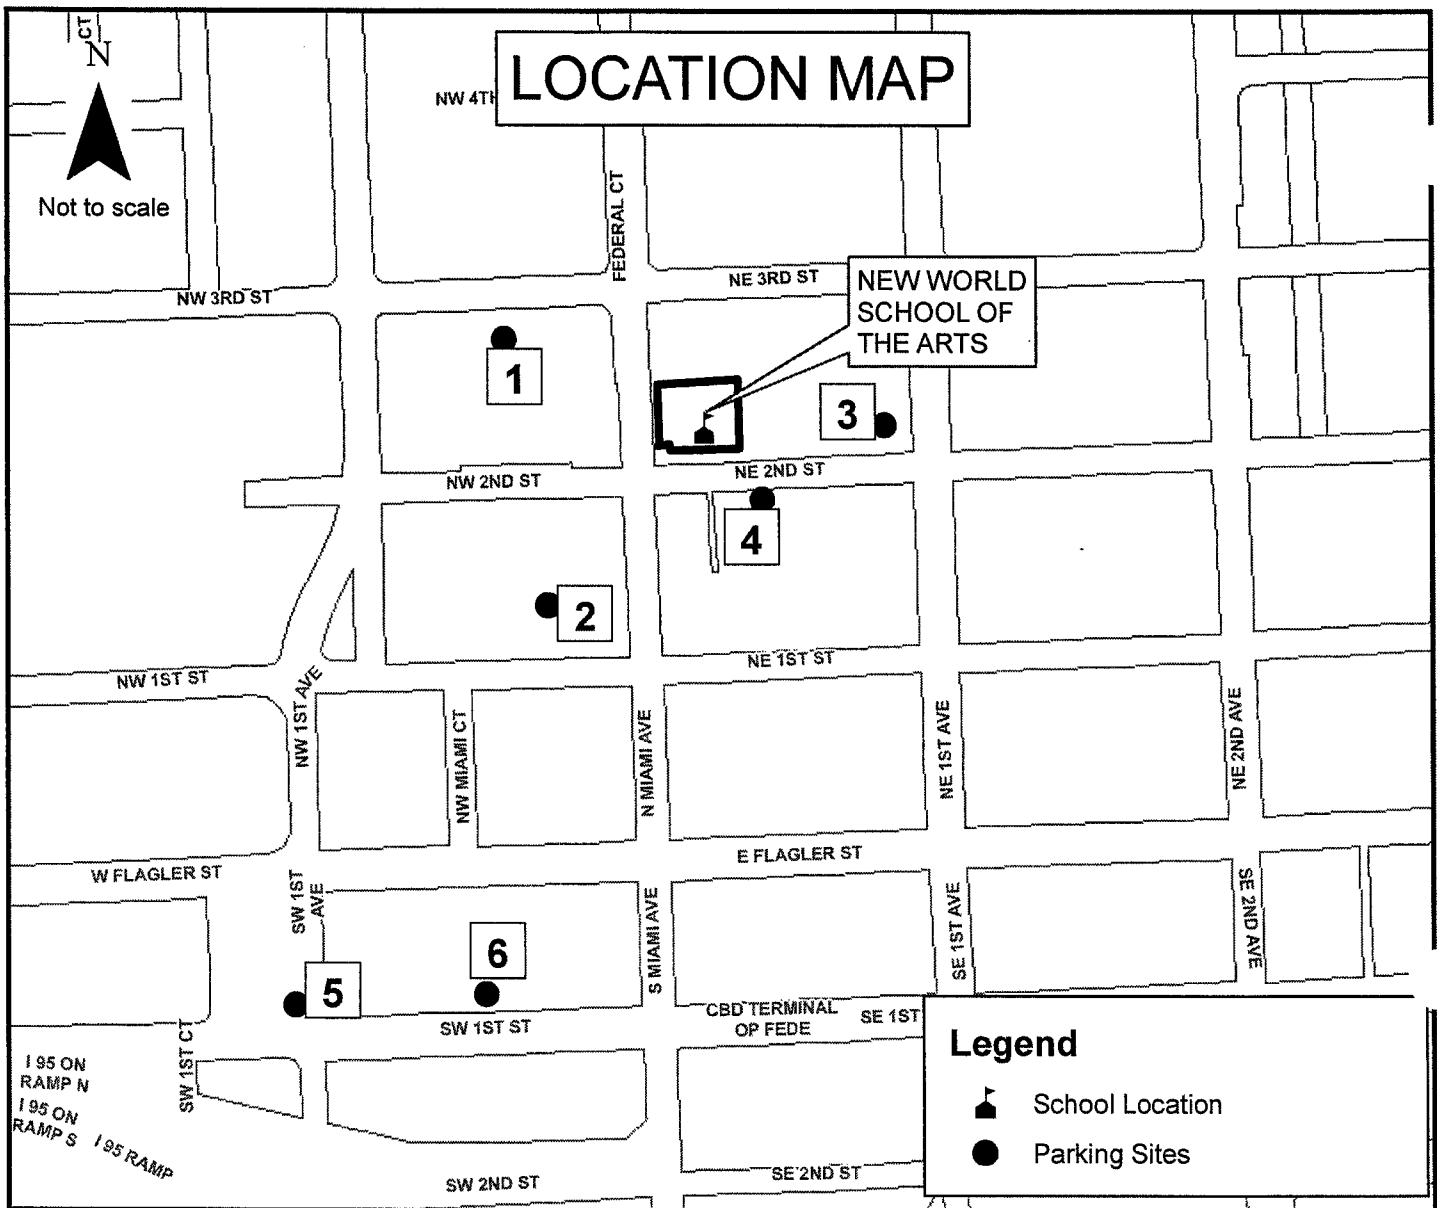 CT
N
LOCATION MAP
NW 4TH
Not to scale
FEDERAL CT
NW 3RD ST
NE 3RD ST
NEW WORLD
SCHOOL OF
THE ARTS
1
3
NW 2ND ST
NE 2ND ST
4
2
NW 1ST ST
NW 1ST AVE
NE 1ST ST
NW MIAMI CT
N MIAMI AVE
NE 1ST AVE
NE 2ND AVE
W FLAGLER ST
E FLAGLER ST
SW 1ST
AVE
S MIAMI AVE
SE 1ST AVE
SE 2ND AVE
6
5
SW 1ST ST
CBD TERMINAL
OP FEDE
SE 1ST
SW 1ST CT
I 95 ON
RAMP N
I 95 ON
RAMP S
I 95 RAMP
SW 2ND ST
SE 2ND ST
Legend
School Location
Parking Sites